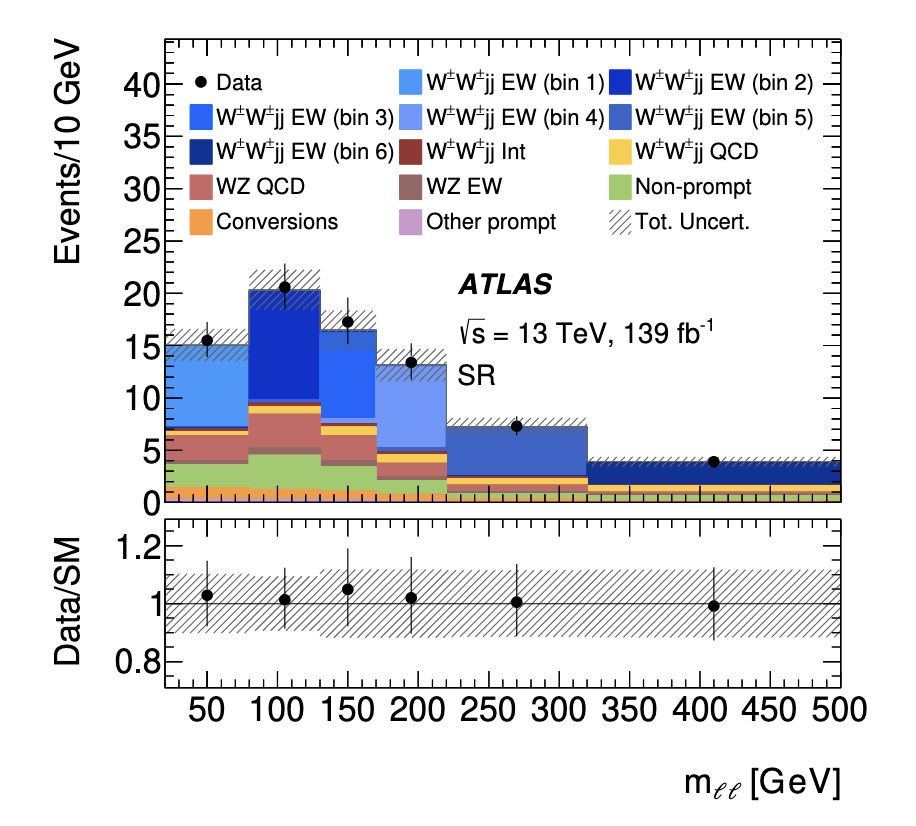 Events/10 GeV
40
35
30
25
20
15
10
5
0
Data
W±W±jj EW (bin 1)
W±W±jj EW (bin 2)
W±W±jj EW (bin 3)
W±W±jj EW (bin 4)
W±W±jj EW (bin 5)
W±W±jj EW (bin 6)
W±W±jj Int
W±W±jj QCD
WZ QCD
WZ EW
Non-prompt
Conversions
Other prompt
Tot. Uncert.
ATLAS
√s = 13 TeV, 139 fb⁻¹
SR
Data/SM
1.2
1
0.8
50 100 150 200 250 300 350 400 450 500
m_ℓℓ [GeV]